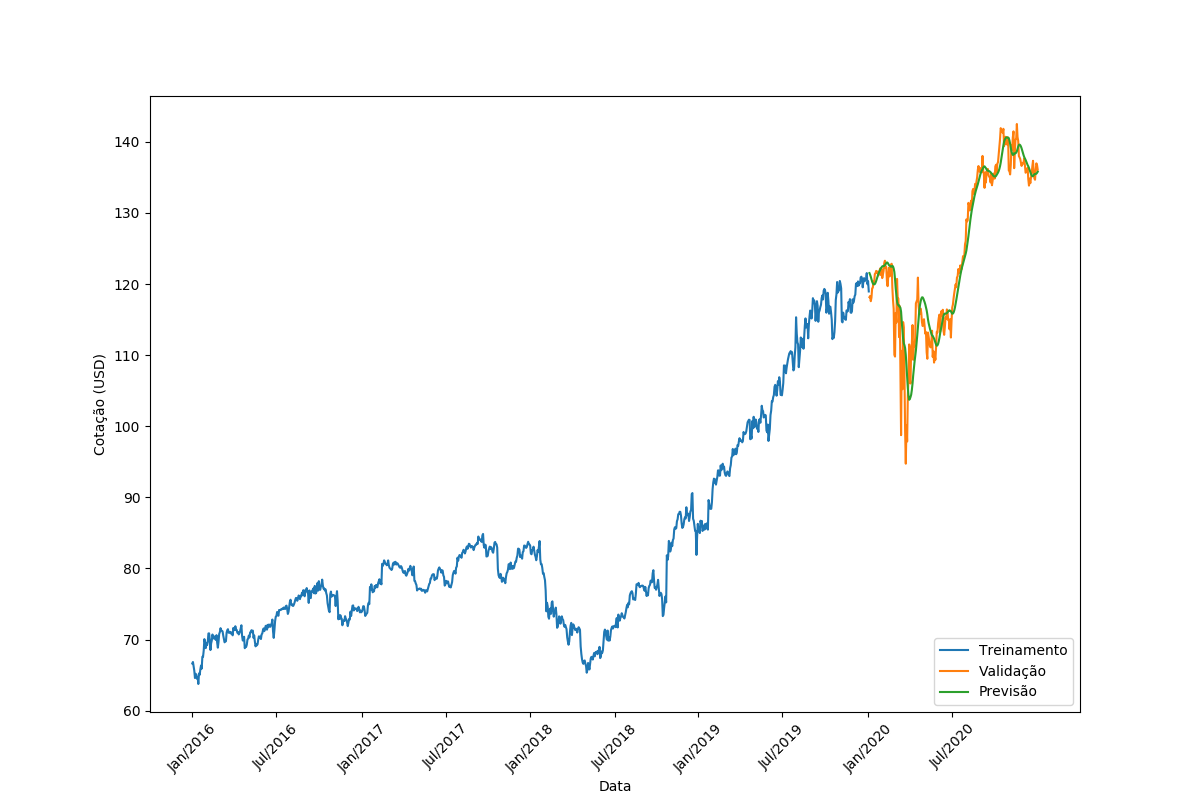 140
130
120
110
100
90
80
70
60
Cotação (USD)
Treinamento
Validação
Previsão
Jan/2016
Jul/2016
Jan/2017
Jul/2017
Jan/2018
Jul/2018
Jan/2019
Jul/2019
Jan/2020
Jul/2020
Data